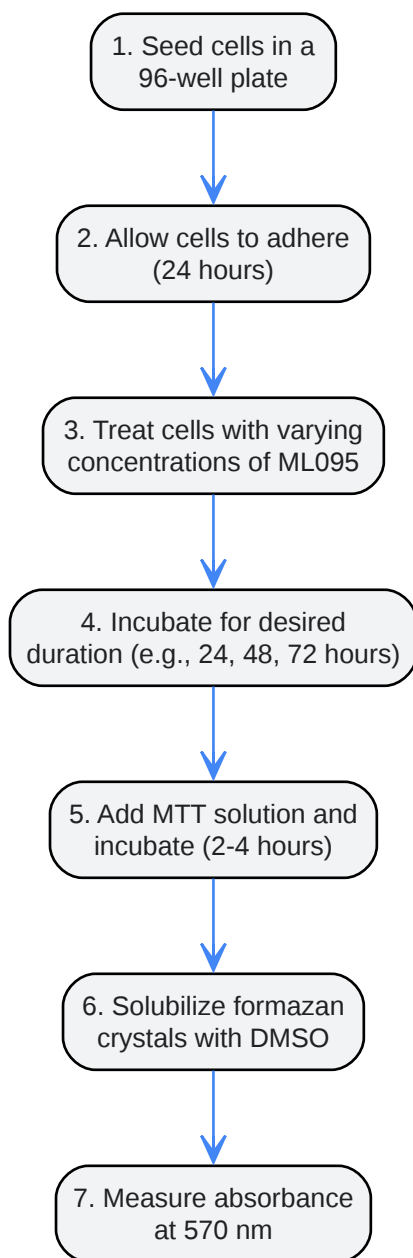 1. Seed cells in a
96-well plate
2. Allow cells to adhere
(24 hours)
3. Treat cells with varying
concentrations of ML095
4. Incubate for desired
duration (e.g., 24, 48, 72 hours)
5. Add MTT solution and
incubate (2-4 hours)
6. Solubilize formazan
crystals with DMSO
7. Measure absorbance
at 570 nm